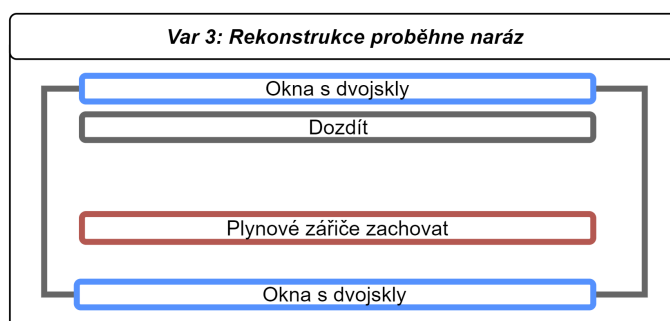 Var 3: Rekonstrukce proběhne naráz
Okna s dvojskly
Dozdít
Plynové zářiče zachovat
Okna s dvojskly